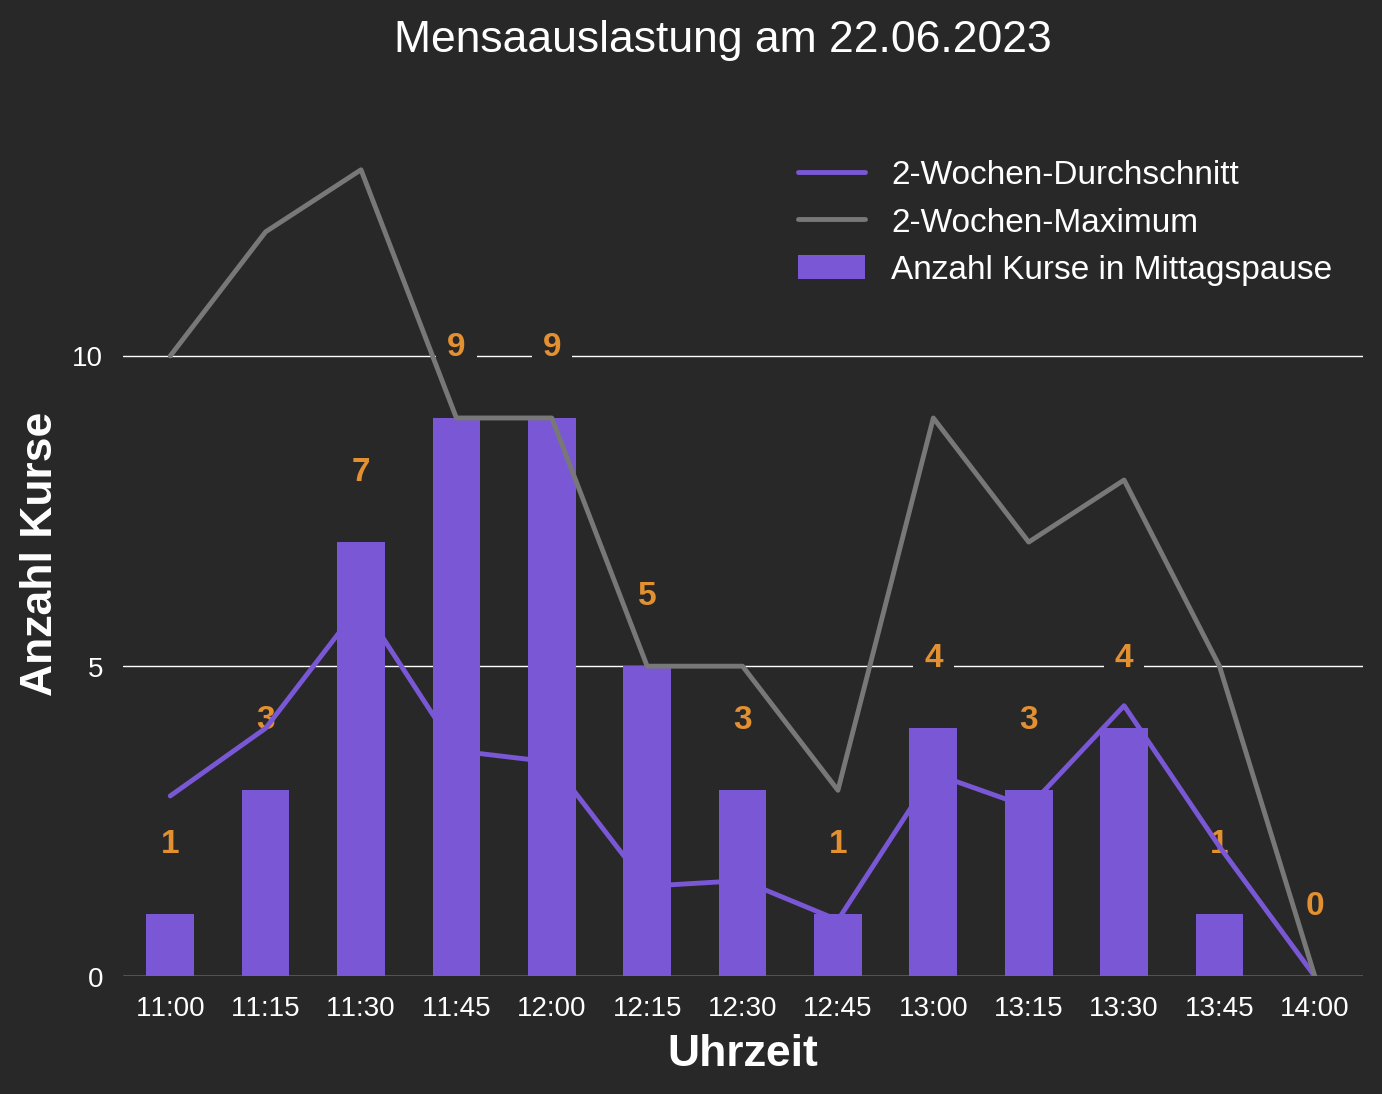 Mensaauslastung am 22.06.2023
2-Wochen-Durchschnitt
2-Wochen-Maximum
Anzahl Kurse in Mittagspause
Anzahl Kurse
10
5
0
9 9
7
5
4 4
3 3 3
1 1 1
0
11:00 11:15 11:30 11:45 12:00 12:15 12:30 12:45 13:00 13:15 13:30 13:45 14:00
Uhrzeit